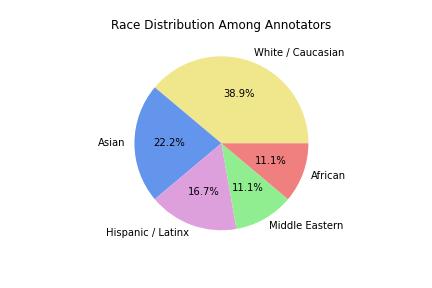 Race Distribution Among Annotators
White / Caucasian
38.9%
Asian
22.2%
Hispanic / Latinx
16.7%
Middle Eastern
11.1%
African
11.1%